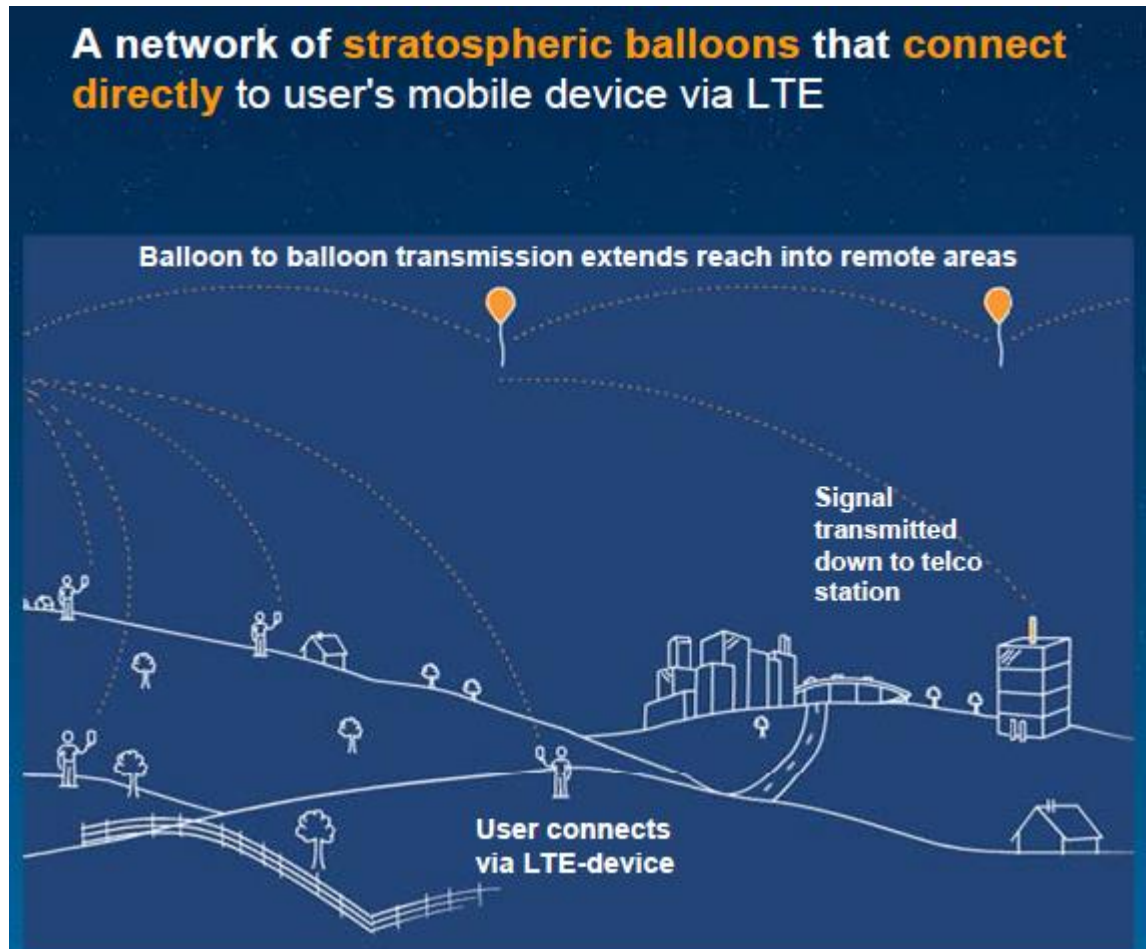 A network of stratospheric balloons that connect
directly to user's mobile device via LTE
Balloon to balloon transmission extends reach into remote areas
Signal
transmitted
down to telco
station
User connects
via LTE-device